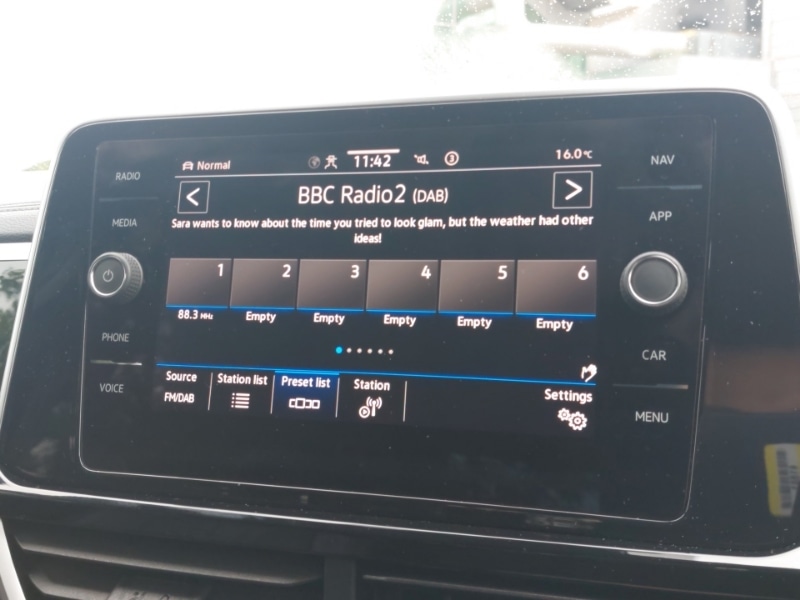 RADIO
MEDIA
PHONE
VOICE
Normal
11:42
3
16.0°C
BBC Radio2 (DAB)
Sara wants to know about the time you tried to look glam, but the weather had other
ideas!
1 2 3 4 5 6
88.3 MHz Empty Empty Empty Empty Empty
Source Station list Preset list Station Settings
FM/DAB
NAV
APP
CAR
MENU